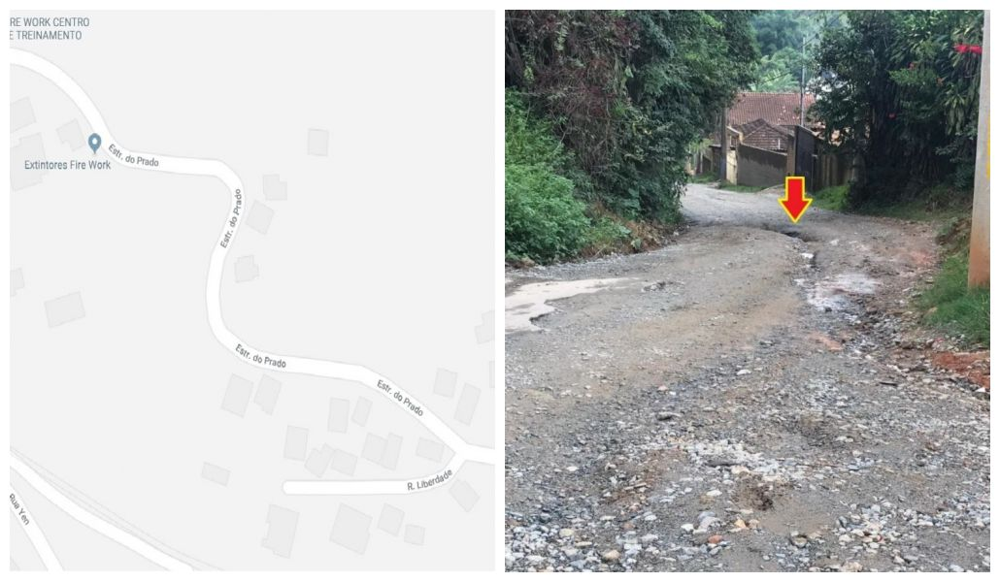 RE WORK CENTRO
E TREINAMENTO
Estr. do Prado
Extintores Fire Work
Estr. do Prado
Estr. do Prado
Estr. do Prado
R. Liberdade
Rua Yen